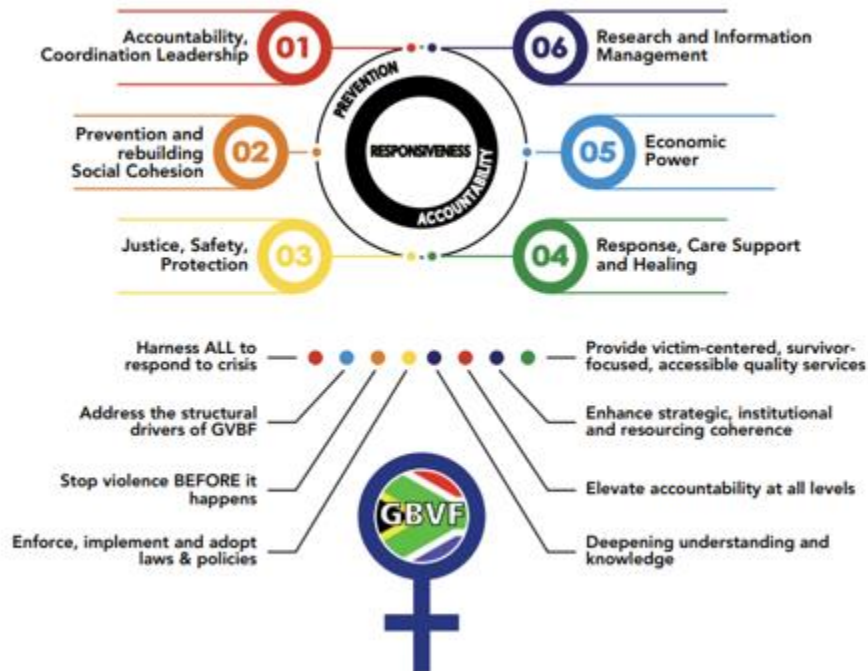 Accountability,
Coordination Leadership
01
06
Research and Information
Management
PREVENTION
RESPONSIVENESS
ACCOUNTABILITY
Prevention and
rebuilding
Social Cohesion
02
05
Economic
Power
Justice, Safety,
Protection
03
04
Response, Care Support
and Healing
Harness ALL to
respond to crisis
Address the structural
drivers of GVBF
Stop violence BEFORE it
happens
Enforce, implement and adopt
laws & policies
Provide victim-centered, survivor-
focused, accessible quality services
Enhance strategic, institutional
and resourcing coherence
Elevate accountability at all levels
Deepening understanding and
knowledge
GBVF